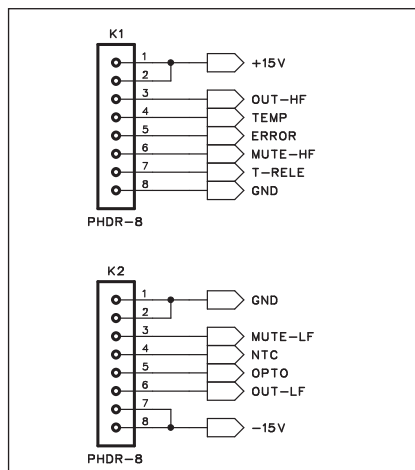 K1
1 +15V
2
3 OUT-HF
4 TEMP
5 ERROR
6 MUTE-HF
7 T-RELE
8 GND
PHDR-8
K2
1 GND
2
3 MUTE-LF
4 NTC
5 OPTO
6 OUT-LF
7
8 -15V
PHDR-8